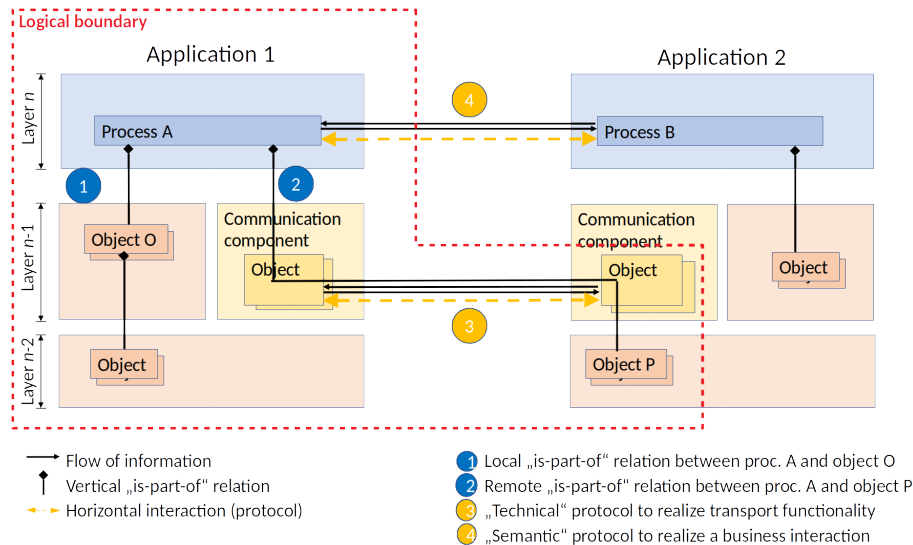 Logical boundary
Application 1
Application 2
Layer n
4
Process A
Process B
1
2
Layer n-1
Object O
Communication
component
Object
Communication
component
Object
Object
3
Layer n-2
Object
Object P
Flow of information
Vertical „is-part-of“ relation
Horizontal interaction (protocol)
1 Local „is-part-of“ relation between proc. A and object O
2 Remote „is-part-of“ relation between proc. A and object P
3 „Technical“ protocol to realize transport functionality
4 „Semantic“ protocol to realize a business interaction